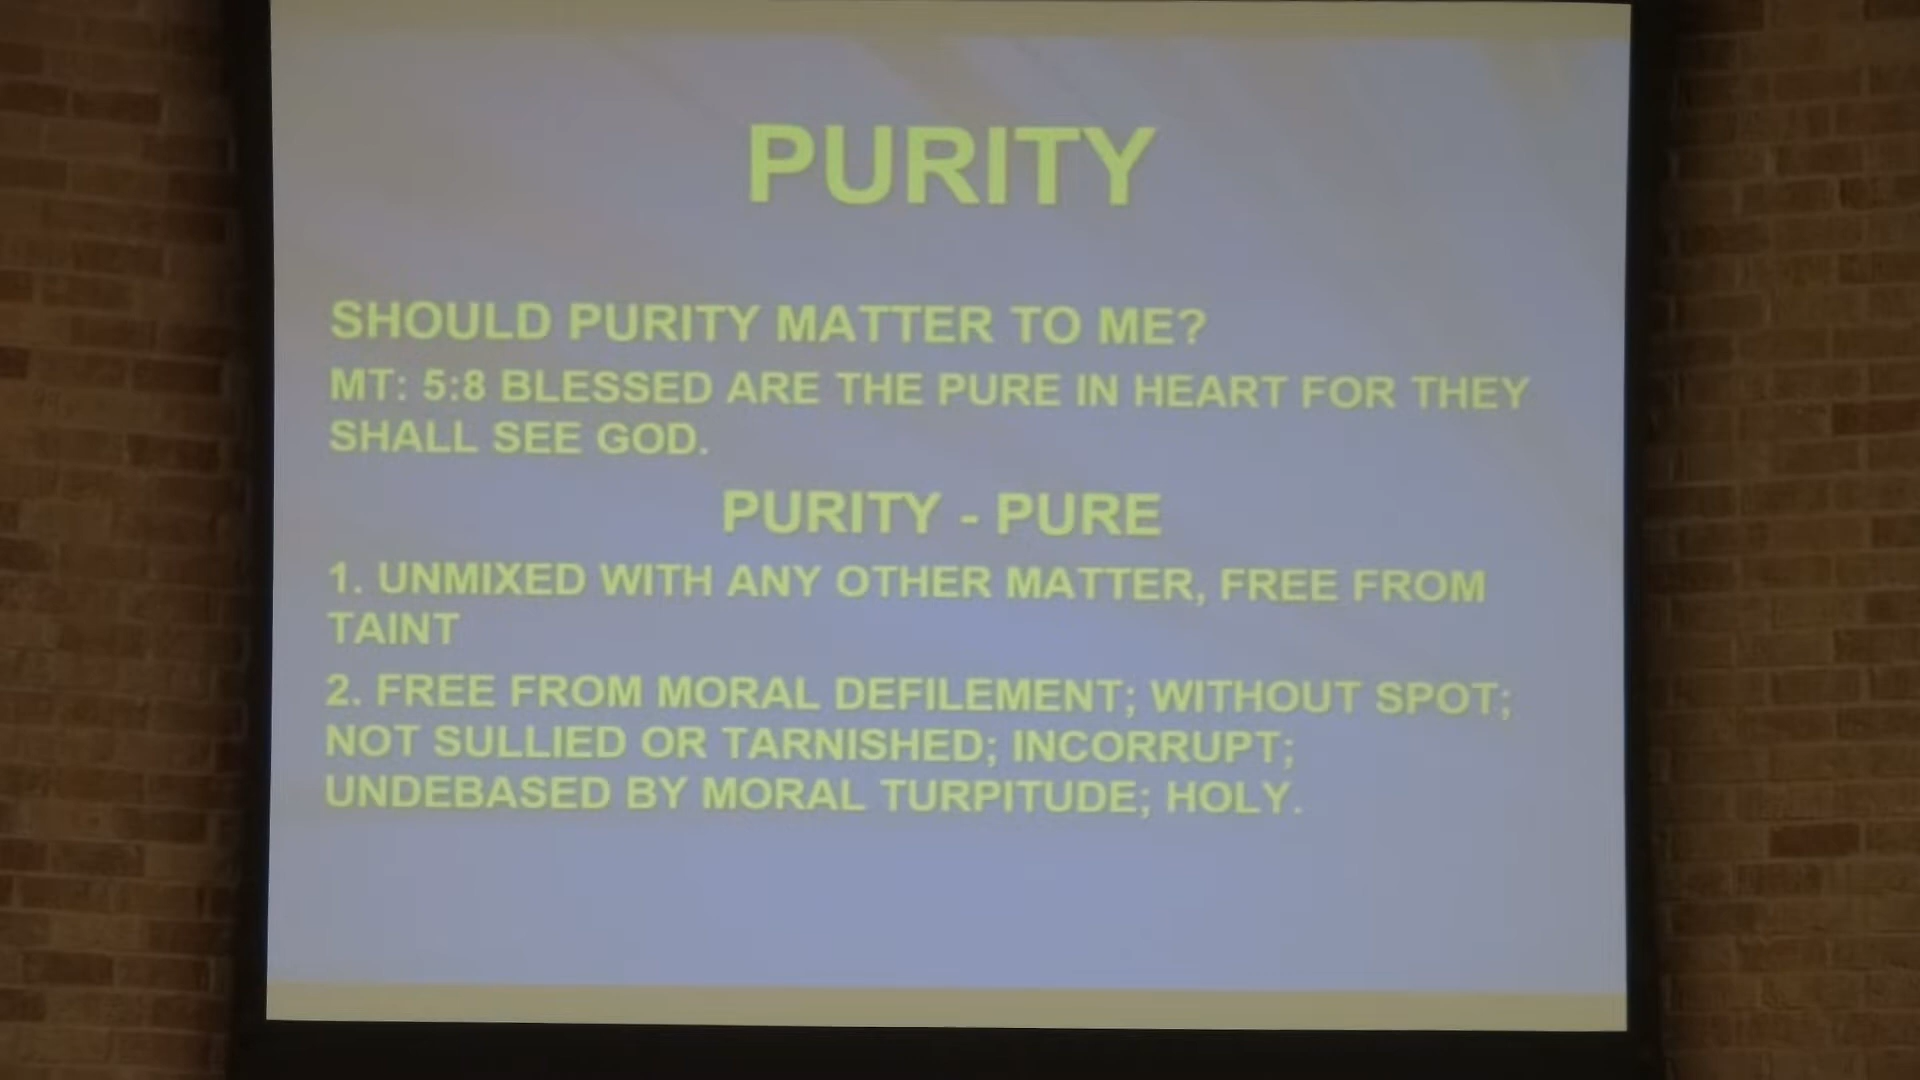 PURITY
SHOULD PURITY MATTER TO ME?
MT: 5:8 BLESSED ARE THE PURE IN HEART FOR THEY
SHALL SEE GOD.
PURITY - PURE
1. UNMIXED WITH ANY OTHER MATTER, FREE FROM
TAINT
2. FREE FROM MORAL DEFILEMENT; WITHOUT SPOT;
NOT SULLIED OR TARNISHED; INCORRUPT;
UNDEBASED BY MORAL TURPITUDE; HOLY.